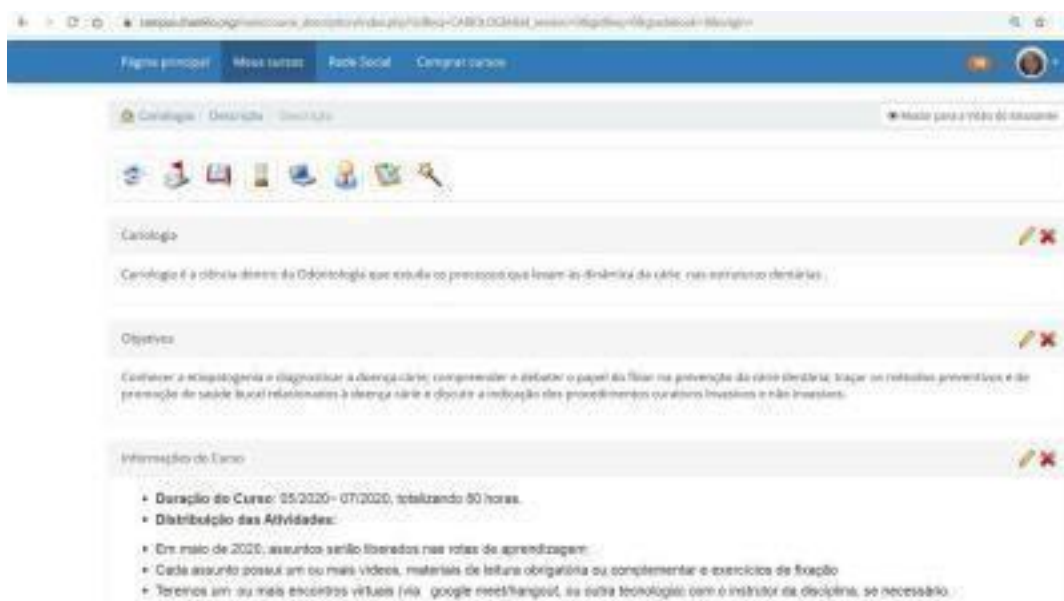 Página principal Meus cursos Rede Social Comprar cursos
Cariologia / Descrição / Descrição
Mudar para a visão do estudante
Cariologia
Cariologia é a ciência dentro da Odontologia que estuda os processos que levam às dinâmica da cárie nas estruturas dentárias .
Objetivos
Conhecer a etiopatogenia e diagnosticar a doença cárie; compreender e debater o papel do flúor na prevenção da cárie dentária; traçar os métodos preventivos e de
promoção de saúde bucal relacionados à doença cárie e discutir a indicação dos procedimentos curativos invasivos e não invasivos.
Informações do Curso
• Duração do Curso: 05/2020- 07/2020, totalizando 80 horas.
• Distribuição das Atividades:
• Em maio de 2020, assuntos serão liberados nas rotas de aprendizagem
• Cada assunto possui um ou mais vídeos, materiais de leitura obrigatória ou complementar e exercícios de fixação
• Teremos um ou mais encontros virtuais (via google meet/hangout, ou outra tecnologia) com o instrutor da disciplina, se necessário.